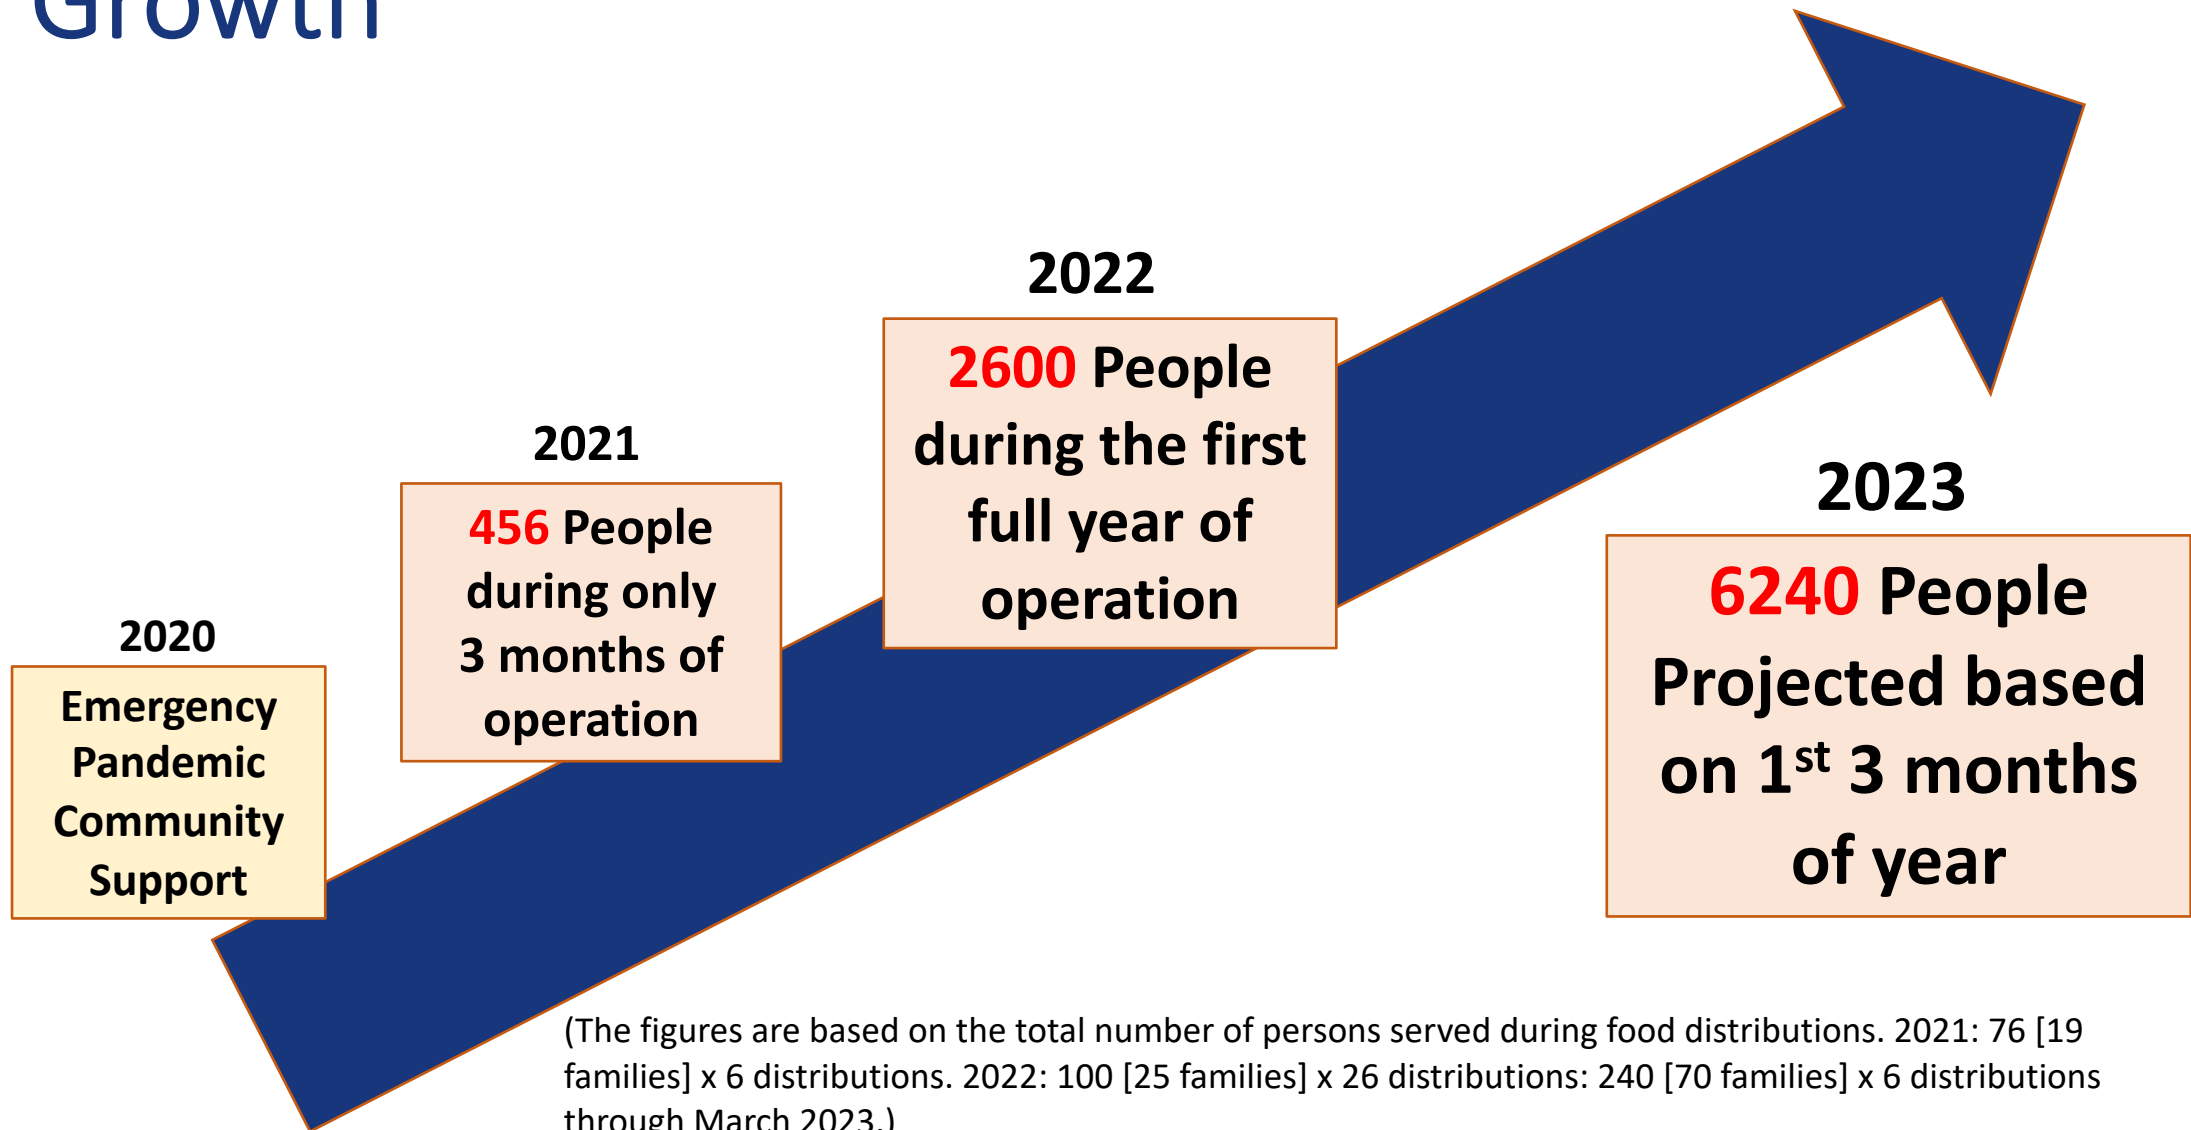 Growth
2020
Emergency
Pandemic
Community
Support
2021
456 People
during only
3 months of
operation
2022
2600 People
during the first
full year of
operation
2023
6240 People
Projected based
on 1st 3 months
of year
(The figures are based on the total number of persons served during food distributions. 2021: 76 [19
families] x 6 distributions. 2022: 100 [25 families] x 26 distributions: 240 [70 families] x 6 distributions
through March 2023.)